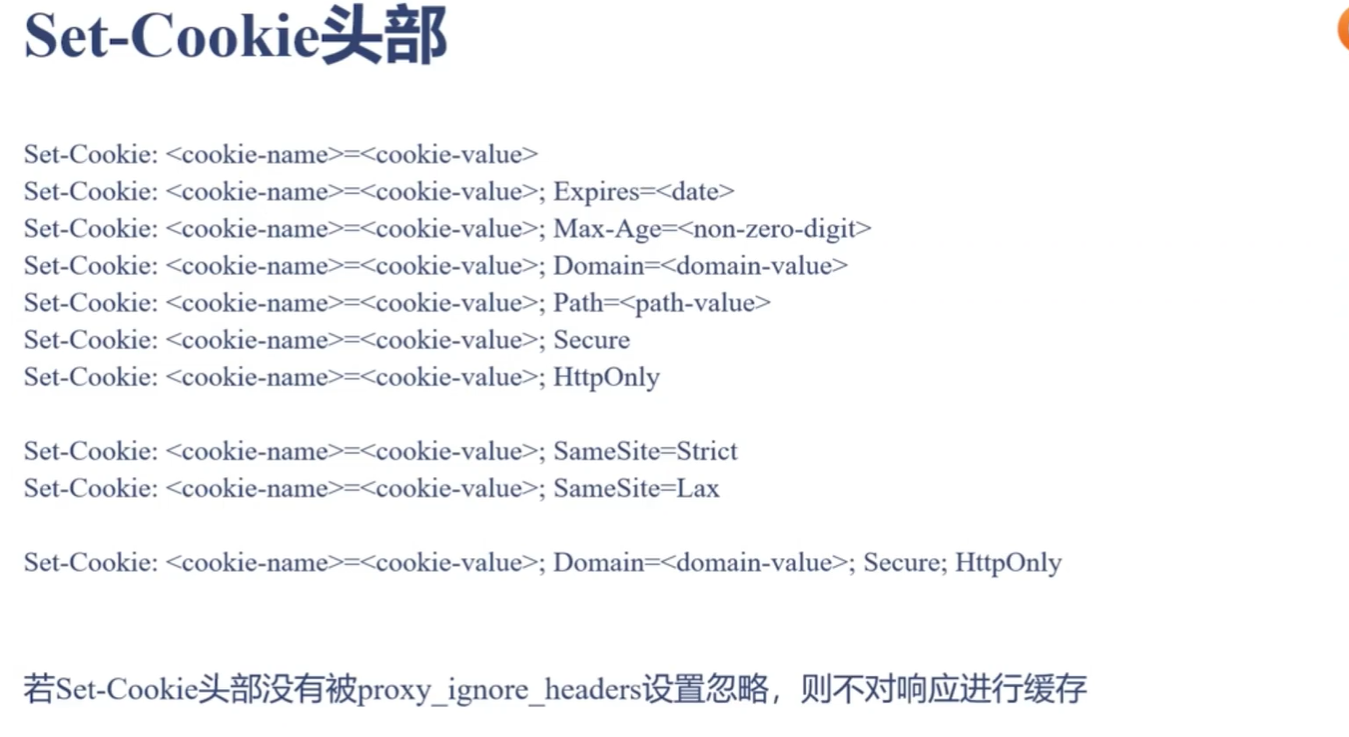 Set-Cookie头部
Set-Cookie: <cookie-name>=<cookie-value>
Set-Cookie: <cookie-name>=<cookie-value>; Expires=<date>
Set-Cookie: <cookie-name>=<cookie-value>; Max-Age=<non-zero-digit>
Set-Cookie: <cookie-name>=<cookie-value>; Domain=<domain-value>
Set-Cookie: <cookie-name>=<cookie-value>; Path=<path-value>
Set-Cookie: <cookie-name>=<cookie-value>; Secure
Set-Cookie: <cookie-name>=<cookie-value>; HttpOnly
Set-Cookie: <cookie-name>=<cookie-value>; SameSite=Strict
Set-Cookie: <cookie-name>=<cookie-value>; SameSite=Lax
Set-Cookie: <cookie-name>=<cookie-value>; Domain=<domain-value>; Secure; HttpOnly
若Set-Cookie头部没有被proxy_ignore_headers设置忽略，则不对响应进行缓存